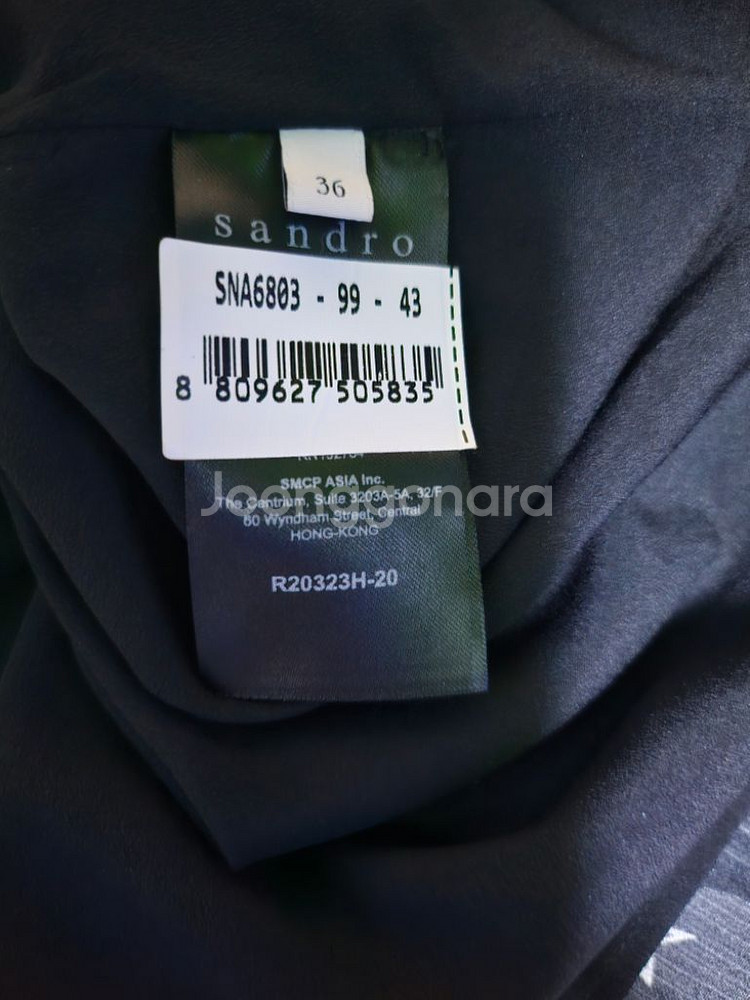 36
sandro
SNA6803 - 99 - 43
8 809627 505835
SMCP ASIA Inc.
The Centrium, Suite 3203A-5A, 32/F
60 Wyndham Street, Central
HONG-KONG
R20323H-20
Joonggonara